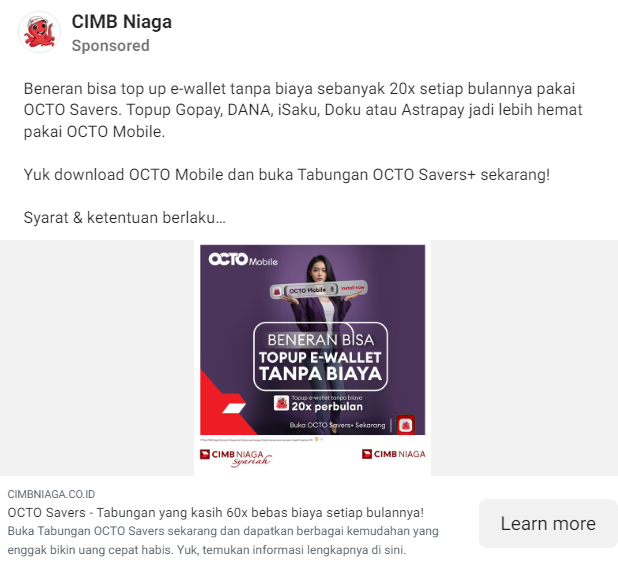 CIMB Niaga
Sponsored
Beneran bisa top up e-wallet tanpa biaya sebanyak 20x setiap bulannya pakai
OCTO Savers. Topup Gopay, DANA, iSaku, Doku atau Astrapay jadi lebih hemat
pakai OCTO Mobile.
Yuk download OCTO Mobile dan buka Tabungan OCTO Savers+ sekarang!
Syarat & ketentuan berlaku...
OCTO Mobile
OCTO Mobile Install now
BENERAN BISA
TOPUP E-WALLET
TANPA BIAYA
Topup e-wallet tanpa biaya
20x perbulan
Buka OCTO Savers+ Sekarang
CIMB NIAGA
syariah
CIMB NIAGA
CIMBNIAGA.CO.ID
OCTO Savers - Tabungan yang kasih 60x bebas biaya setiap bulannya!
Buka Tabungan OCTO Savers sekarang dan dapatkan berbagai kemudahan yang
enggak bikin uang cepat habis. Yuk, temukan informasi lengkapnya di sini.
Learn more